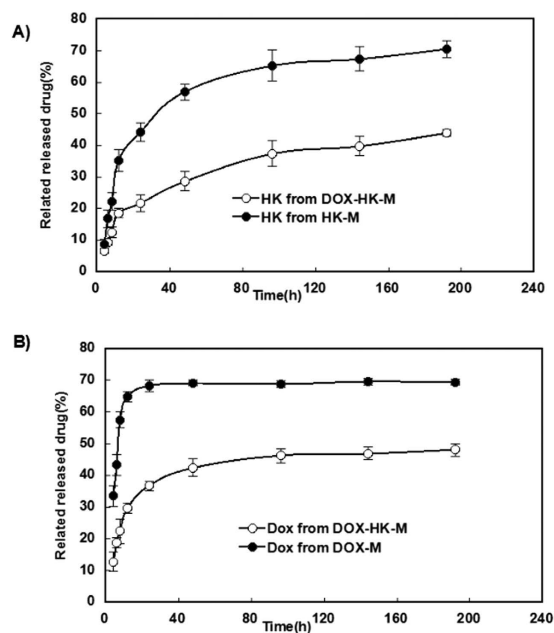 A)
Related released drug(%)
80
70
60
50
40
30
20
10
0
HK from DOX-HK-M
HK from HK-M
0 40 80 120 160 200 240
Time(h)
B)
Related released drug(%)
80
70
60
50
40
30
20
10
0
Dox from DOX-HK-M
Dox from DOX-M
0 40 80 120 160 200 240
Time(h)